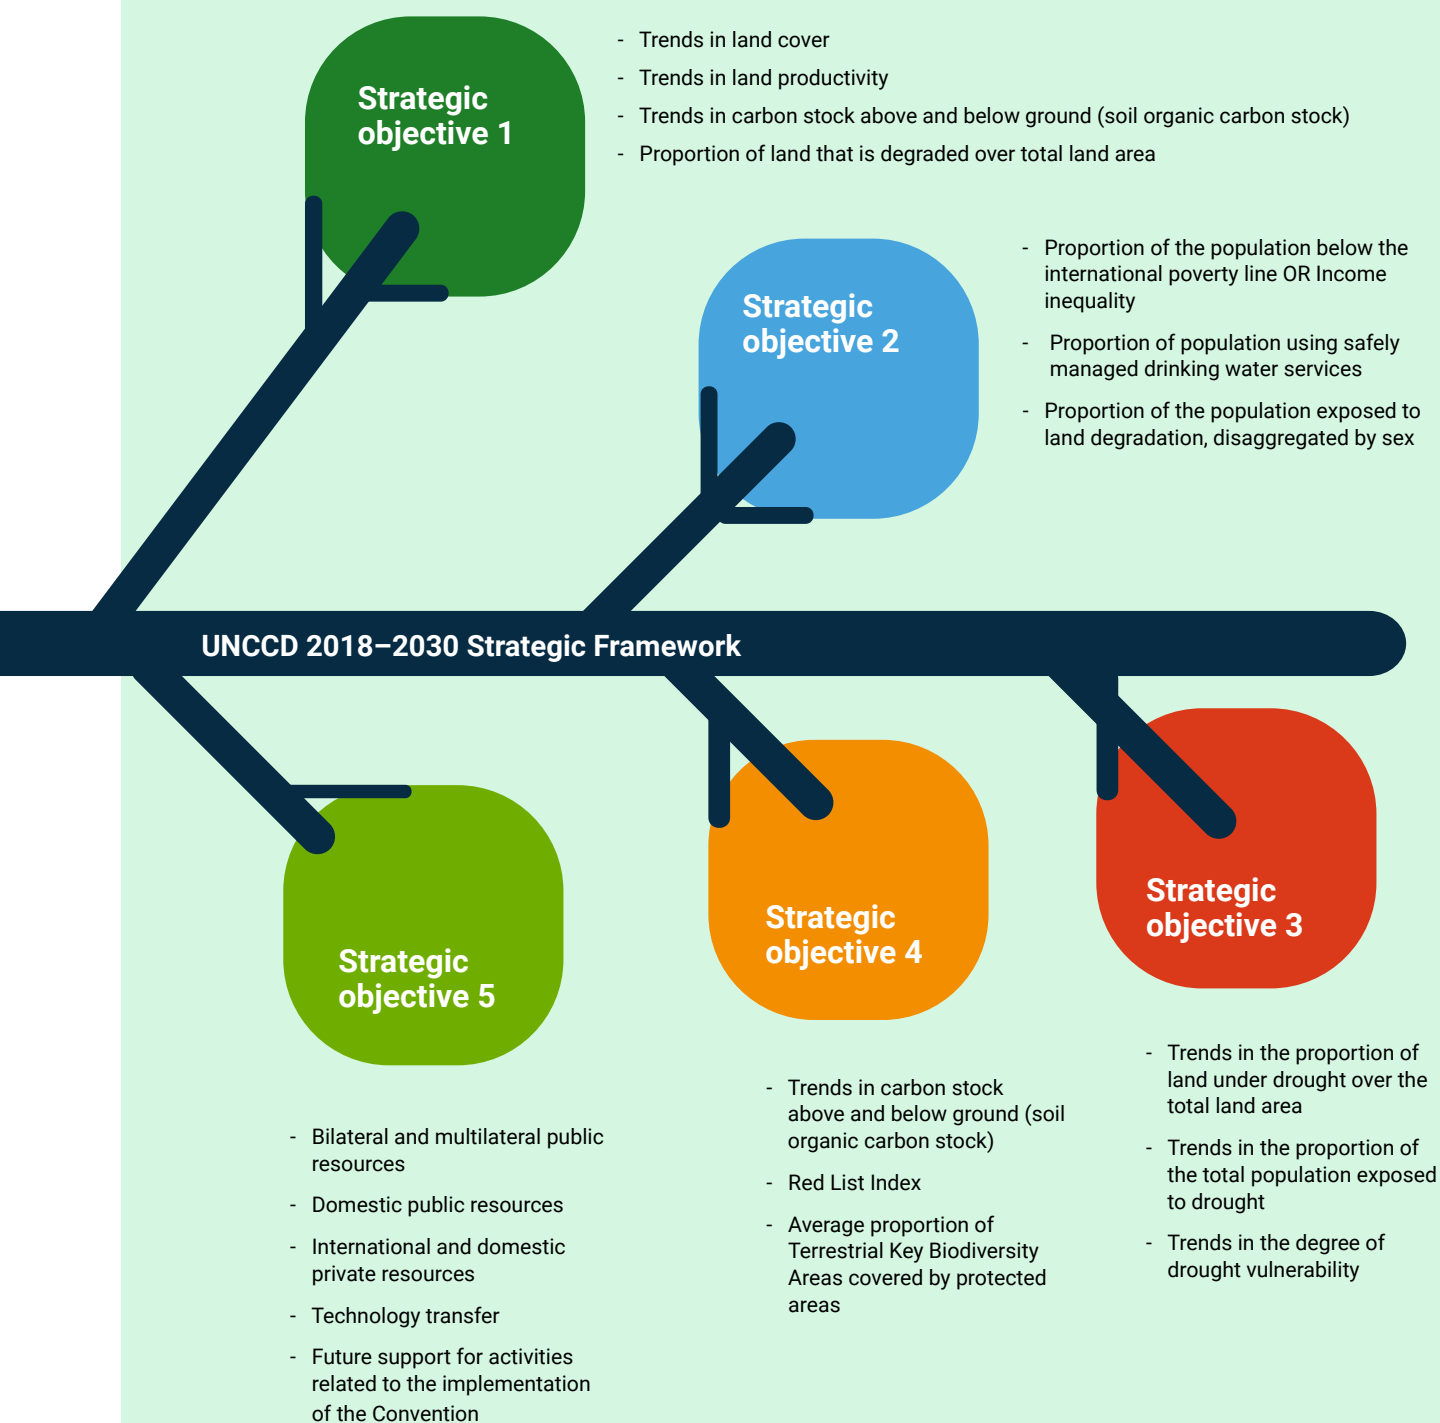 Strategic
objective 1
- Trends in land cover
- Trends in land productivity
- Trends in carbon stock above and below ground (soil organic carbon stock)
- Proportion of land that is degraded over total land area
Strategic
objective 2
- Proportion of the population below the
international poverty line OR Income
inequality
- Proportion of population using safely
managed drinking water services
- Proportion of the population exposed to
land degradation, disaggregated by sex
UNCCD 2018–2030 Strategic Framework
Strategic
objective 5
- Bilateral and multilateral public
resources
- Domestic public resources
- International and domestic
private resources
- Technology transfer
- Future support for activities
related to the implementation
of the Convention
Strategic
objective 4
- Trends in carbon stock
above and below ground (soil
organic carbon stock)
- Red List Index
- Average proportion of
Terrestrial Key Biodiversity
Areas covered by protected
areas
Strategic
objective 3
- Trends in the proportion of
land under drought over the
total land area
- Trends in the proportion of
the total population exposed
to drought
- Trends in the degree of
drought vulnerability